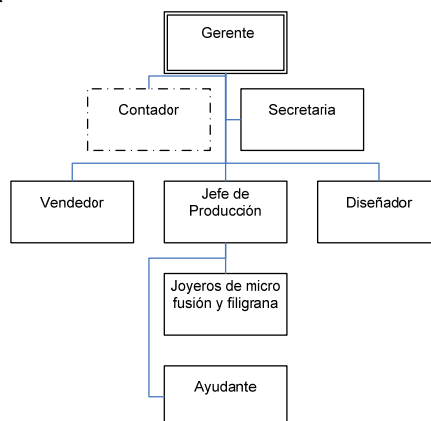 Gerente
Contador
Secretaria
Vendedor
Jefe de
Producción
Diseñador
Joyeros de micro
fusión y filigrana
Ayudante